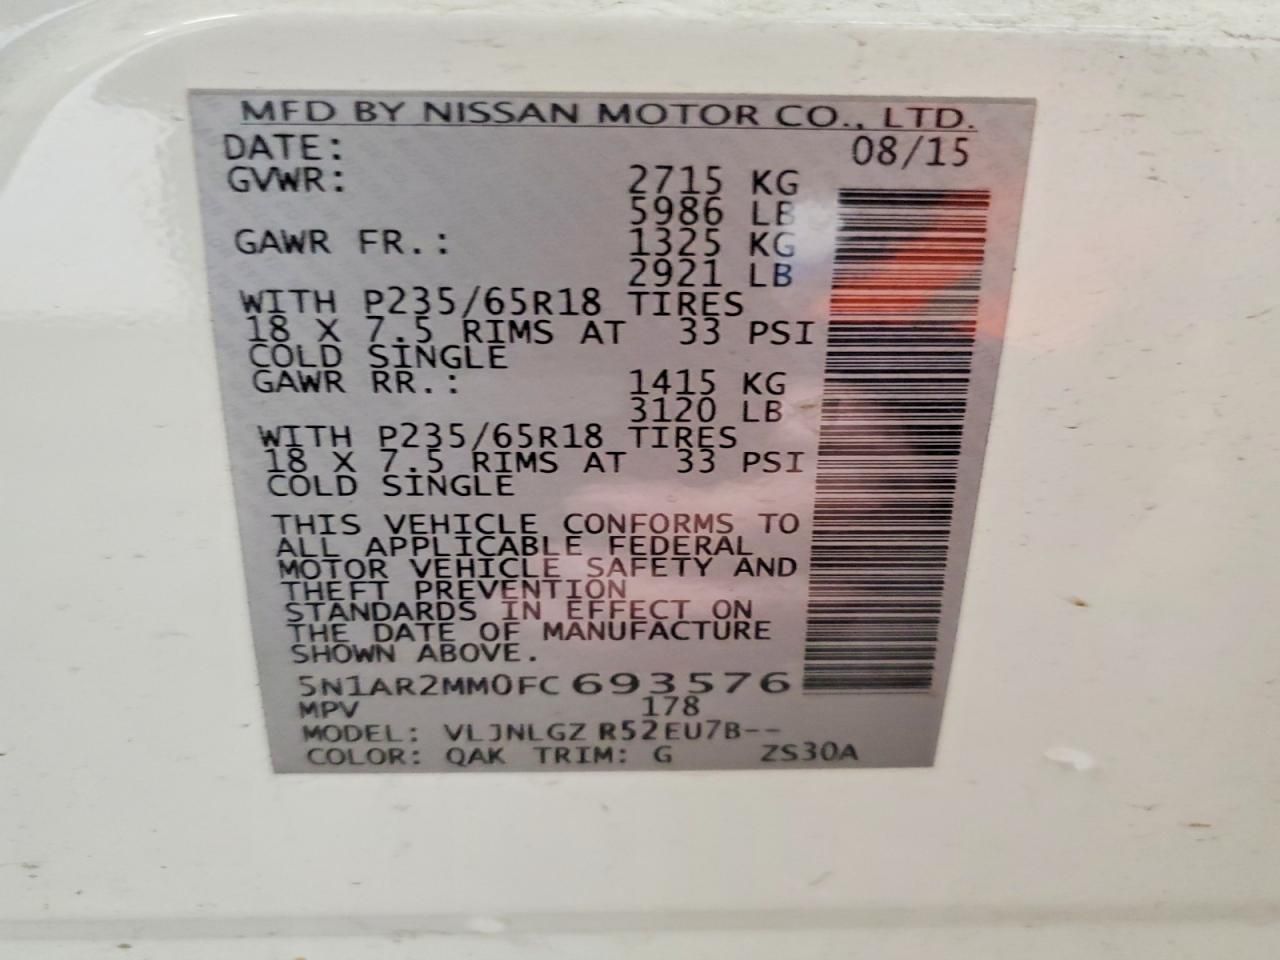 MFD BY NISSAN MOTOR CO., LTD.
DATE: 08/15
GVWR: 2715 KG
5986 LB
GAWR FR.: 1325 KG
2921 LB
WITH P235/65R18 TIRES
18 X 7.5 RIMS AT 33 PSI
COLD SINGLE
GAWR RR.: 1415 KG
3120 LB
WITH P235/65R18 TIRES
18 X 7.5 RIMS AT 33 PSI
COLD SINGLE
THIS VEHICLE CONFORMS TO
ALL APPLICABLE FEDERAL
MOTOR VEHICLE SAFETY AND
THEFT PREVENTION
STANDARDS IN EFFECT ON
THE DATE OF MANUFACTURE
SHOWN ABOVE.
5N1AR2MM0FC693576
MPV 178
MODEL: VLJNLGZ R52EU7B--
COLOR: QAK TRIM: G ZS30A